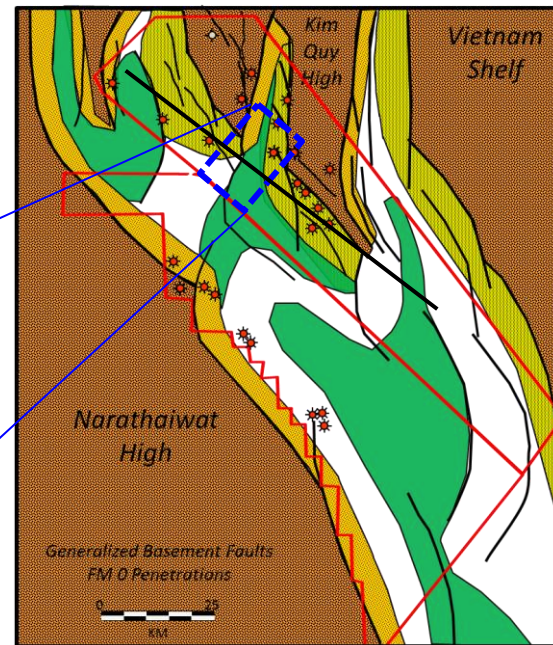 Kim
Quy
High
Vietnam
Shelf
Narathaiwat
High
Generalized Basement Faults
FM 0 Penetrations
0 25
KM